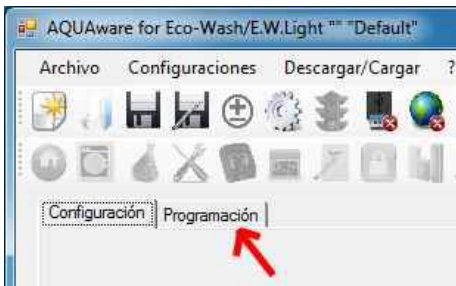 AQUAware for Eco-Wash/E.W.Light "" "Default"
Archivo Configuraciones Descargar/Cargar ?
Configuración Programación